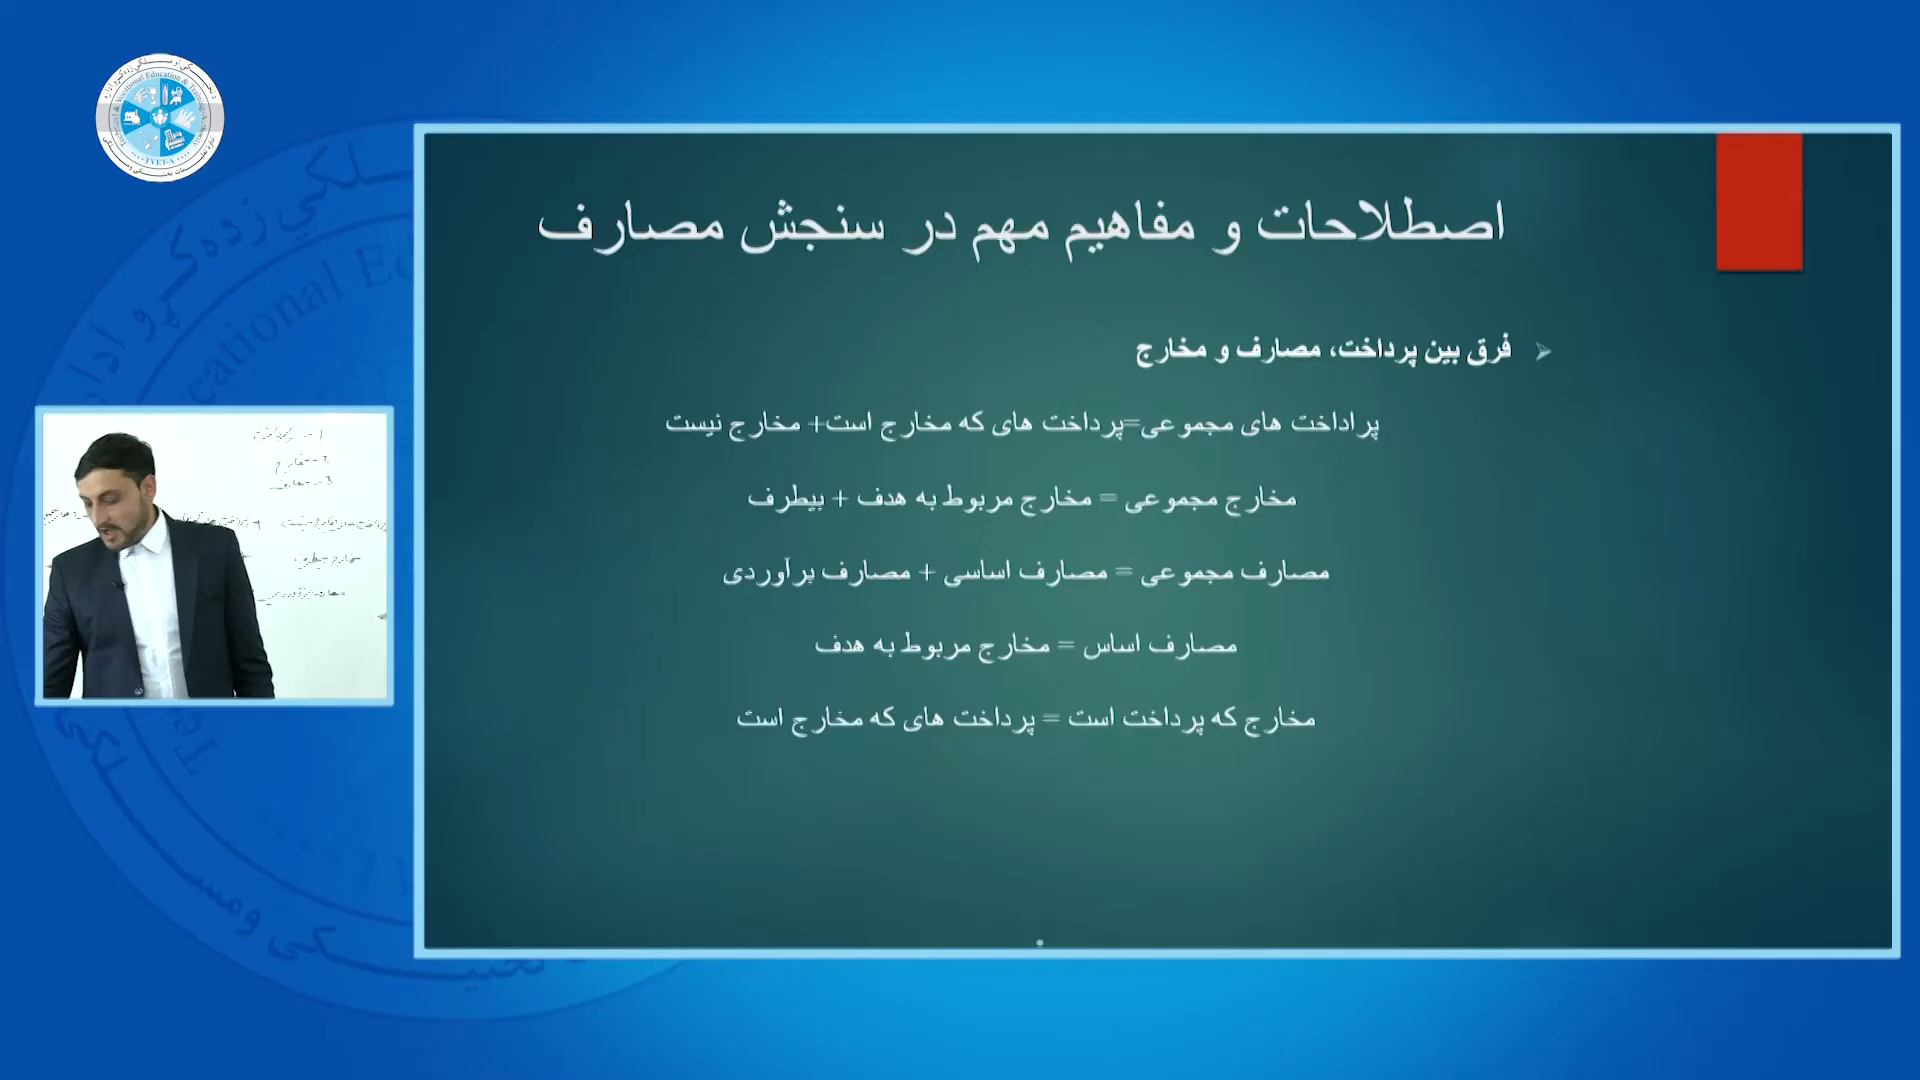 اصطلاحات و مفاهیم مهم در سنجش مصارف
فرق بین پرداخت، مصارف و مخارج
پراداخت های مجموعی=پرداخت های که مخارج است+ مخارج نیست
مخارج مجموعی = مخارج مربوط به هدف + بیطرف
مصارف مجموعی = مصارف اساسی + مصارف برآوردی
مصارف اساس = مخارج مربوط به هدف
مخارج که پرداخت است = پرداخت های که مخارج است
TVET-A